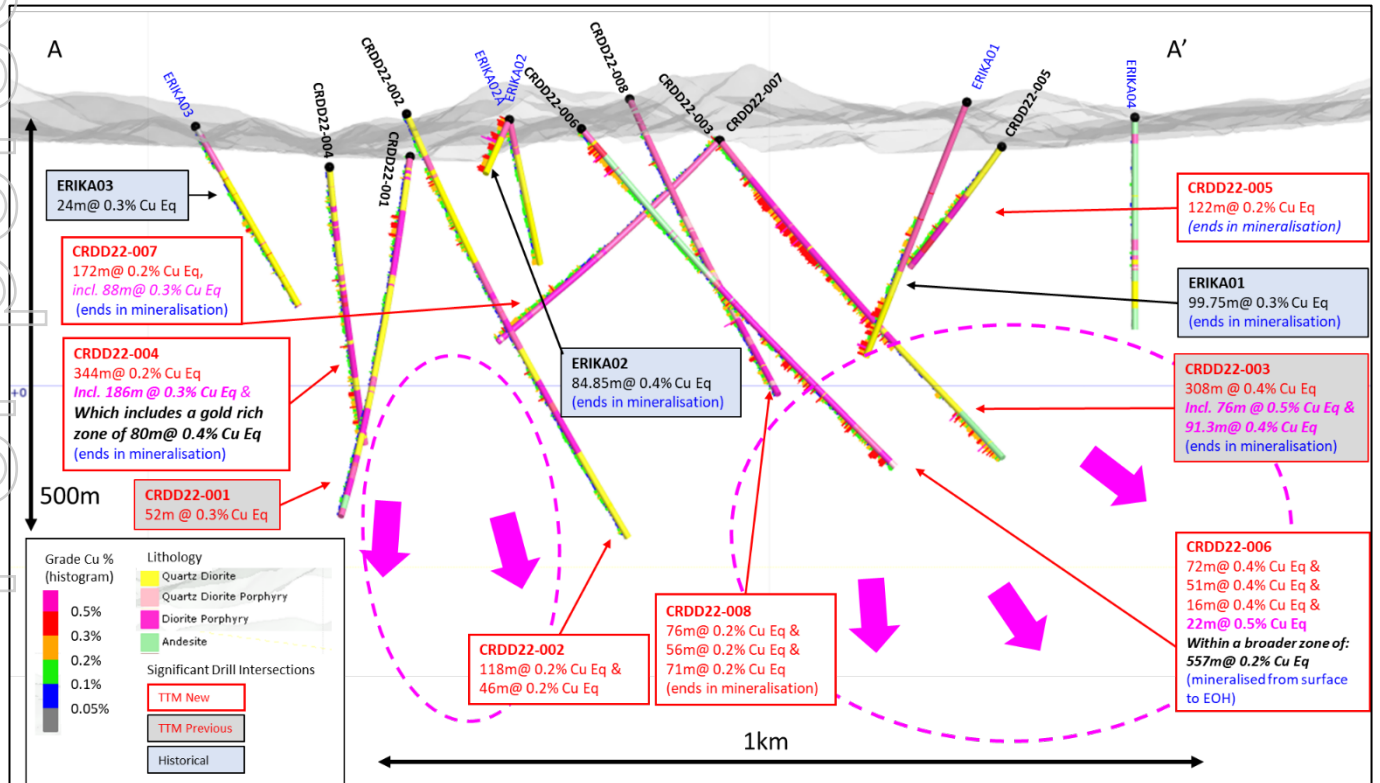 A
A'
ERIKA03
CRDD22-004
CRDD22-002
CRDD22-001
ERIKA02A
ERIKA02
CRDD22-006
CRDD22-008
CRDD22-003
CRDD22-007
ERIKA01
CRDD22-005
ERIKA04
ERIKA03
24m@ 0.3% Cu Eq
CRDD22-007
172m@ 0.2% Cu Eq,
incl. 88m@ 0.3% Cu Eq
(ends in mineralisation)
CRDD22-004
344m@ 0.2% Cu Eq
Incl. 186m @ 0.3% Cu Eq &
Which includes a gold rich
zone of 80m@ 0.4% Cu Eq
(ends in mineralisation)
CRDD22-001
52m @ 0.3% Cu Eq
ERIKA02
84.85m@ 0.4% Cu Eq
(ends in mineralisation)
CRDD22-005
122m@ 0.2% Cu Eq
(ends in mineralisation)
ERIKA01
99.75m@ 0.3% Cu Eq
(ends in mineralisation)
CRDD22-003
308m@ 0.4% Cu Eq
Incl. 76m @ 0.5% Cu Eq &
91.3m@ 0.4% Cu Eq
(ends in mineralisation)
CRDD22-006
72m@ 0.4% Cu Eq &
51m@ 0.4% Cu Eq &
16m@ 0.4% Cu Eq &
22m@ 0.5% Cu Eq
Within a broader zone of:
557m@ 0.2% Cu Eq
(mineralised from surface
to EOH)
CRDD22-002
118m@ 0.2% Cu Eq &
46m@ 0.2% Cu Eq
CRDD22-008
76m@ 0.2% Cu Eq &
56m@ 0.2% Cu Eq &
71m@ 0.2% Cu Eq
(ends in mineralisation)
+0
500m
1km
Grade Cu %
(histogram)
0.5%
0.3%
0.2%
0.1%
0.05%
Lithology
Quartz Diorite
Quartz Diorite Porphyry
Diorite Porphyry
Andesite
Significant Drill Intersections
TTM New
TTM Previous
Historical